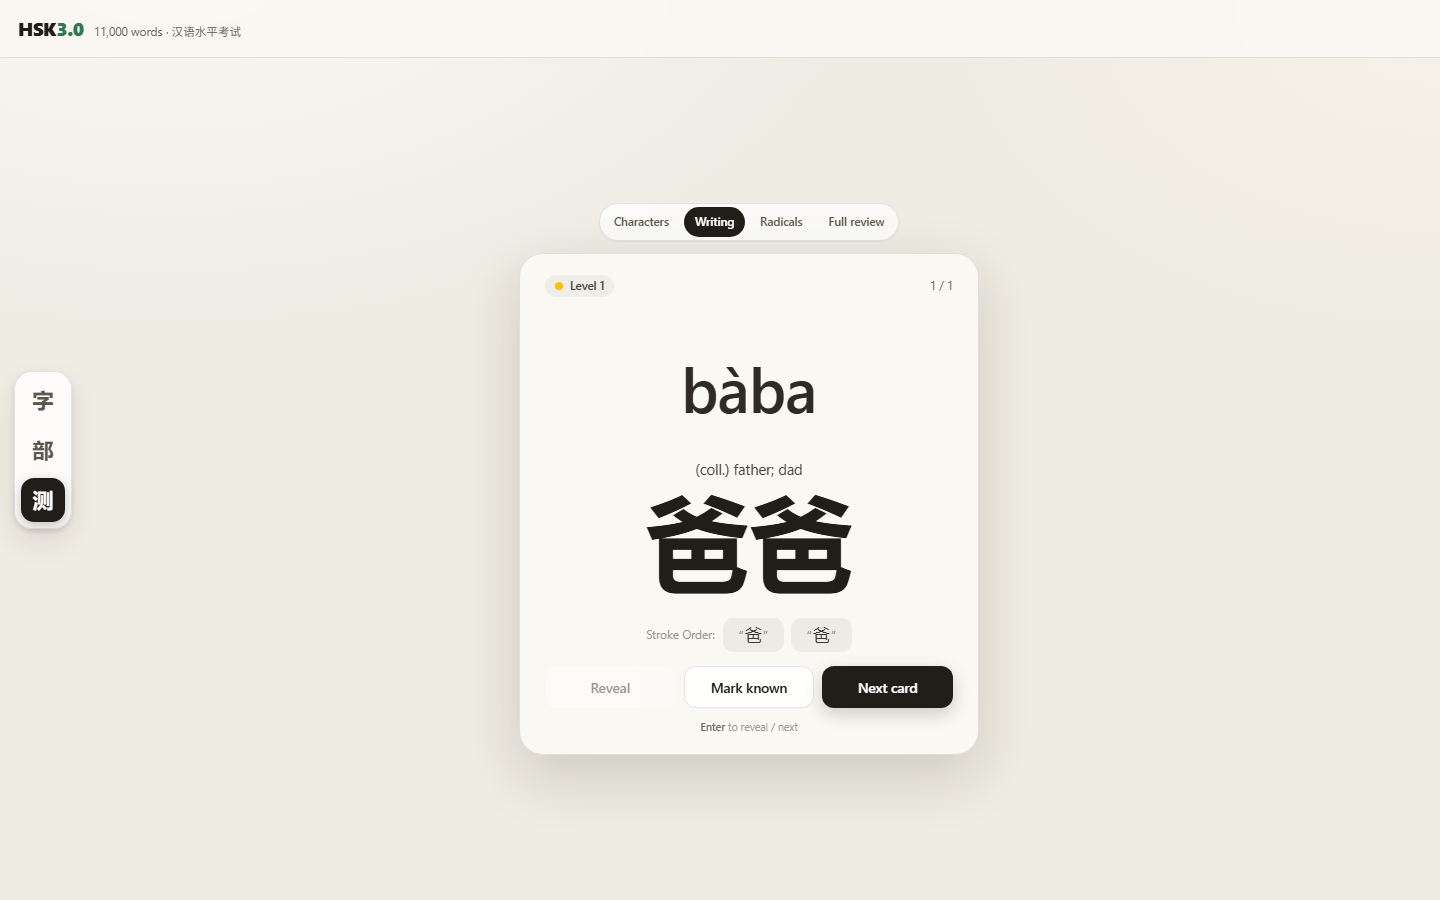 HSK3.0 11,000 words · 汉语水平考试
Characters Writing Radicals Full review
Level 1 1 / 1
bàba
字
部
测
(coll.) father; dad
爸爸
Stroke Order: "爸" "爸"
Reveal Mark known Next card
Enter to reveal / next